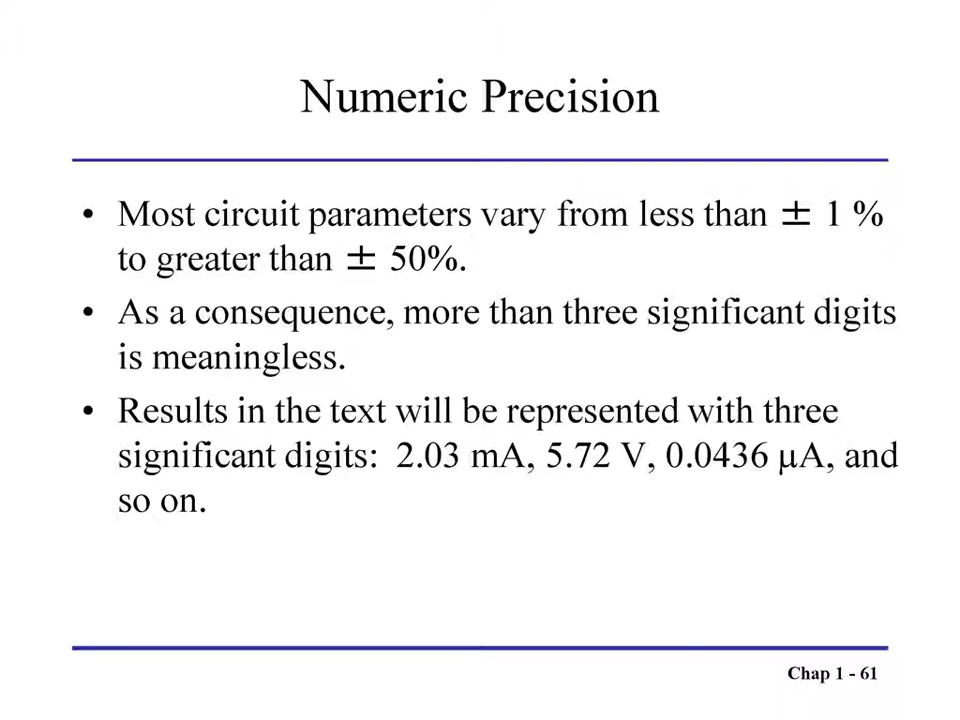 Numeric Precision
• Most circuit parameters vary from less than ± 1 %
to greater than ± 50%.
• As a consequence, more than three significant digits
is meaningless.
• Results in the text will be represented with three
significant digits: 2.03 mA, 5.72 V, 0.0436 µA, and
so on.
Chap 1 - 61